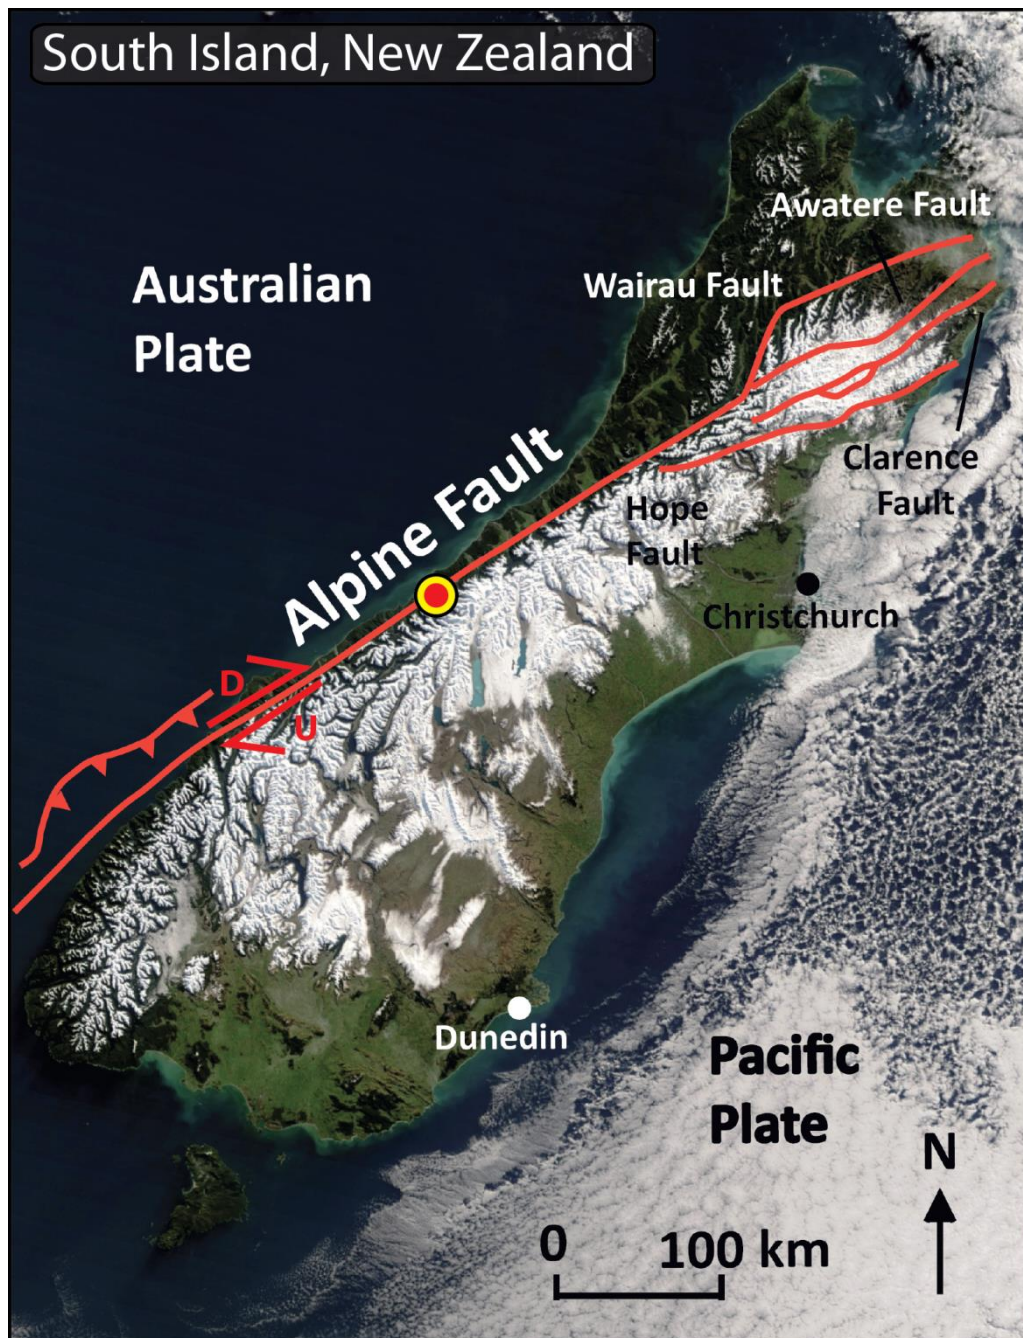 South Island, New Zealand
Awatere Fault
Australian
Plate
Wairau Fault
Alpine Fault
Clarence
Fault
Hope
Fault
Christchurch
D
U
Dunedin
Pacific
Plate
N
0
100 km